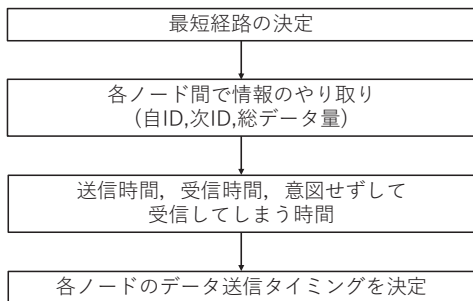 最短経路の決定
各ノード間で情報のやり取り
(自ID,次ID,総データ量)
送信時間，受信時間，意図せずして
受信してしまう時間
各ノードのデータ送信タイミングを決定